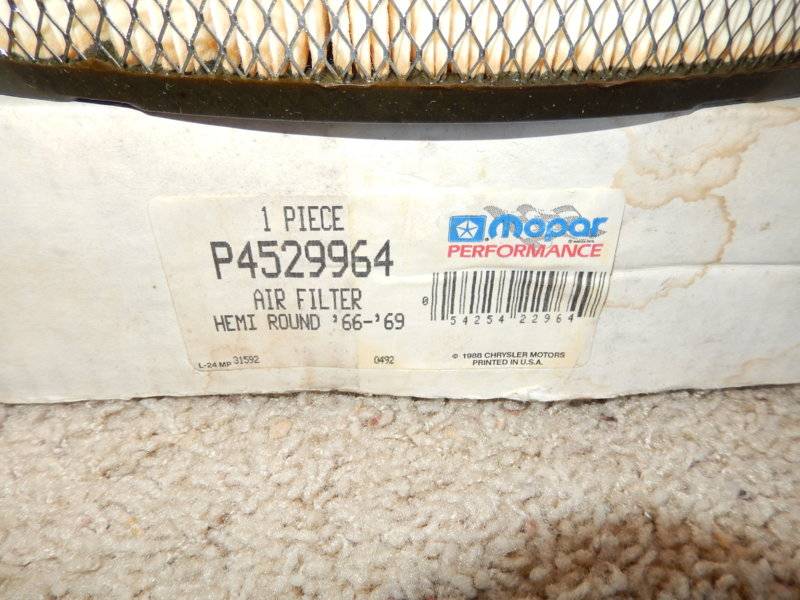 1 PIECE
P4529964
AIR FILTER
HEMI ROUND '66-'69
L-24 MP 31592 0492
Mopar
PERFORMANCE
0 54254 22964
© 1988 CHRYSLER MOTORS
PRINTED IN U.S.A.